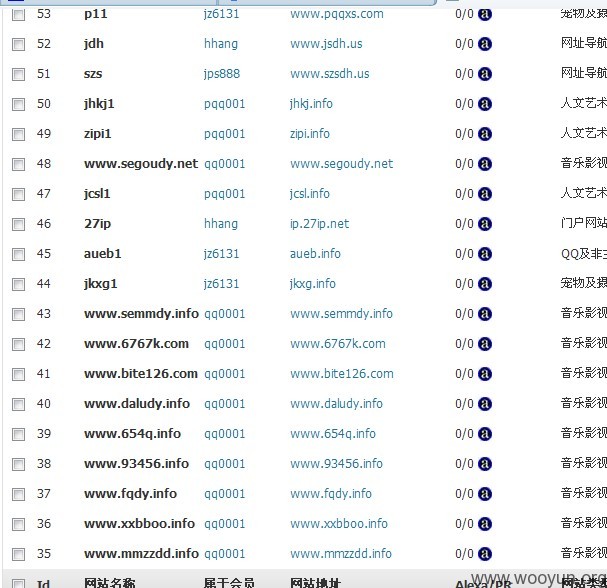 53 p11 jz6131 www.pqqxs.com 0/0 a 宠物及摄
52 jdh hhang www.jsdh.us 0/0 a 网址导航
51 szs jps888 www.szsdh.us 0/0 a 网址导航
50 jhkj1 pqq001 jhkj.info 0/0 a 人文艺术
49 zipi1 pqq001 zipi.info 0/0 a 人文艺术
48 www.segoudy.net qq0001 www.segoudy.net 0/0 a 音乐影视
47 jcsl1 pqq001 jcsl.info 0/0 a 人文艺术
46 27ip hhang ip.27ip.net 0/0 a 门户网站
45 aueb1 jz6131 aueb.info 0/0 a QQ及非主
44 jkxg1 jz6131 jkxg.info 0/0 a 宠物及摄
43 www.semmdy.info qq0001 www.semmdy.info 0/0 a 音乐影视
42 www.6767k.com qq0001 www.6767k.com 0/0 a 音乐影视
41 www.bite126.com qq0001 www.bite126.com 0/0 a 音乐影视
40 www.daludy.info qq0001 www.daludy.info 0/0 a 音乐影视
39 www.654q.info qq0001 www.654q.info 0/0 a 音乐影视
38 www.93456.info qq0001 www.93456.info 0/0 a 音乐影视
37 www.fqdy.info qq0001 www.fqdy.info 0/0 a 音乐影视
36 www.xxbboo.info qq0001 www.xxbboo.info 0/0 a 音乐影视
35 www.mmzzdd.info qq0001 www.mmzzdd.info 0/0 a 音乐影视
Id 网站名称 属于会员 网站地址 Alexa/PR
www.wooyun.org